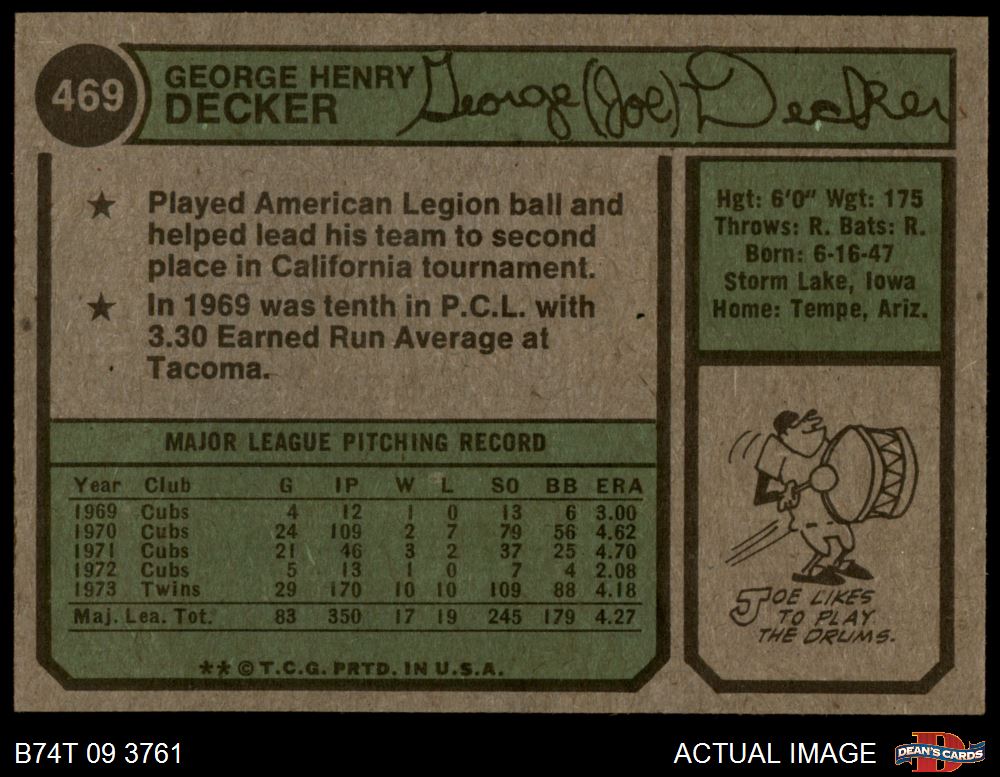 469
GEORGE HENRY
DECKER
George (Joe) Decker
★ Played American Legion ball and
helped lead his team to second
place in California tournament.
★ In 1969 was tenth in P.C.L. with
3.30 Earned Run Average at
Tacoma.
Hgt: 6'0" Wgt: 175
Throws: R. Bats: R.
Born: 6-16-47
Storm Lake, Iowa
Home: Tempe, Ariz.
MAJOR LEAGUE PITCHING RECORD
Year Club G IP W L SO BB ERA
1969 Cubs 4 12 1 0 13 6 3.00
1970 Cubs 24 109 2 7 79 56 4.62
1971 Cubs 21 46 3 2 37 25 4.70
1972 Cubs 5 13 1 0 7 4 2.08
1973 Twins 29 170 10 10 109 88 4.18
Maj. Lea. Tot. 83 350 17 19 245 179 4.27
** © T.C.G. PRTD. IN U.S.A.
JOE LIKES
TO PLAY
THE DRUMS.
B74T 09 3761
ACTUAL IMAGE
D
DEAN'S CARDS